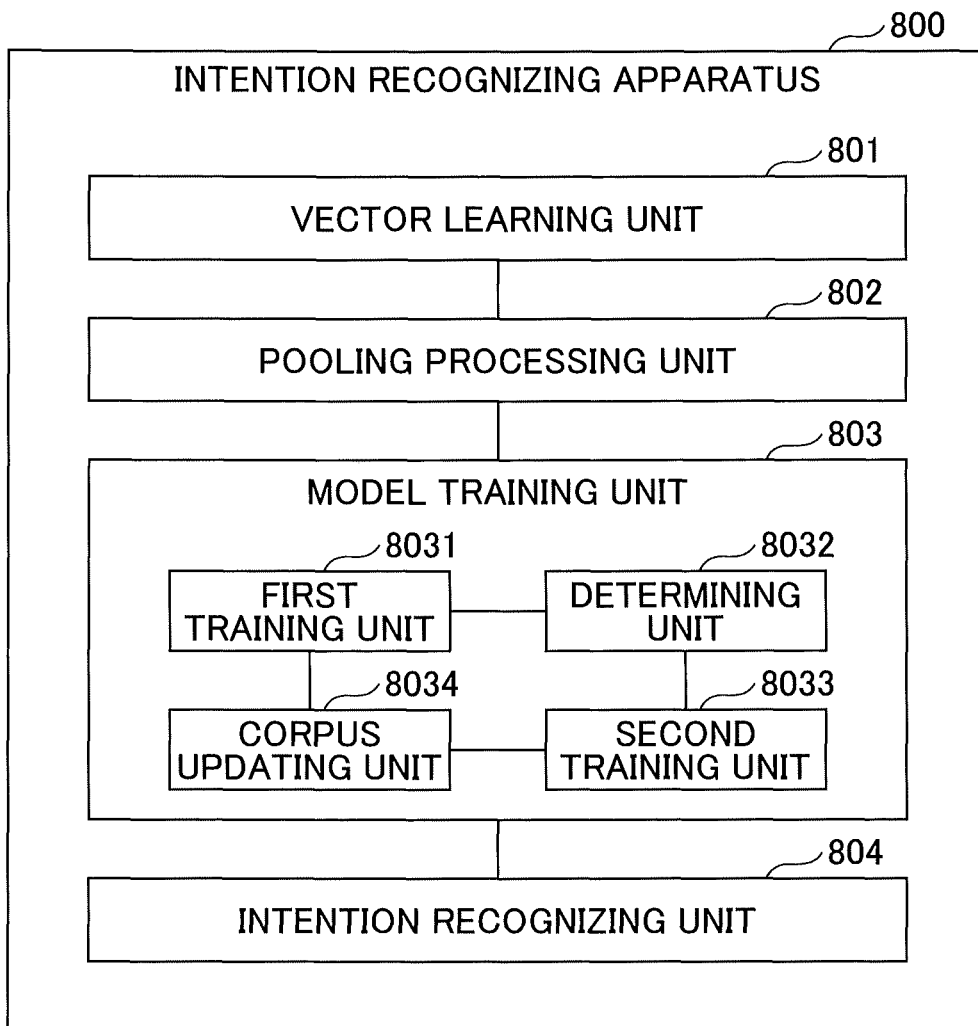 800
INTENTION RECOGNIZING APPARATUS
801
VECTOR LEARNING UNIT
802
POOLING PROCESSING UNIT
803
MODEL TRAINING UNIT
8031
FIRST
TRAINING UNIT
8032
DETERMINING
UNIT
8034
CORPUS
UPDATING UNIT
8033
SECOND
TRAINING UNIT
804
INTENTION RECOGNIZING UNIT